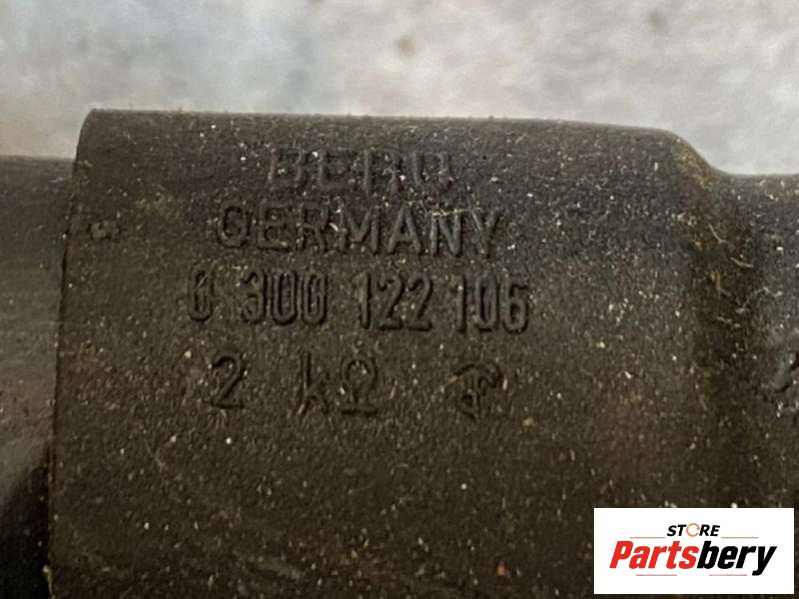 BERU
GERMANY
0 300 122 106
2 kΩ
STORE
Partsbery